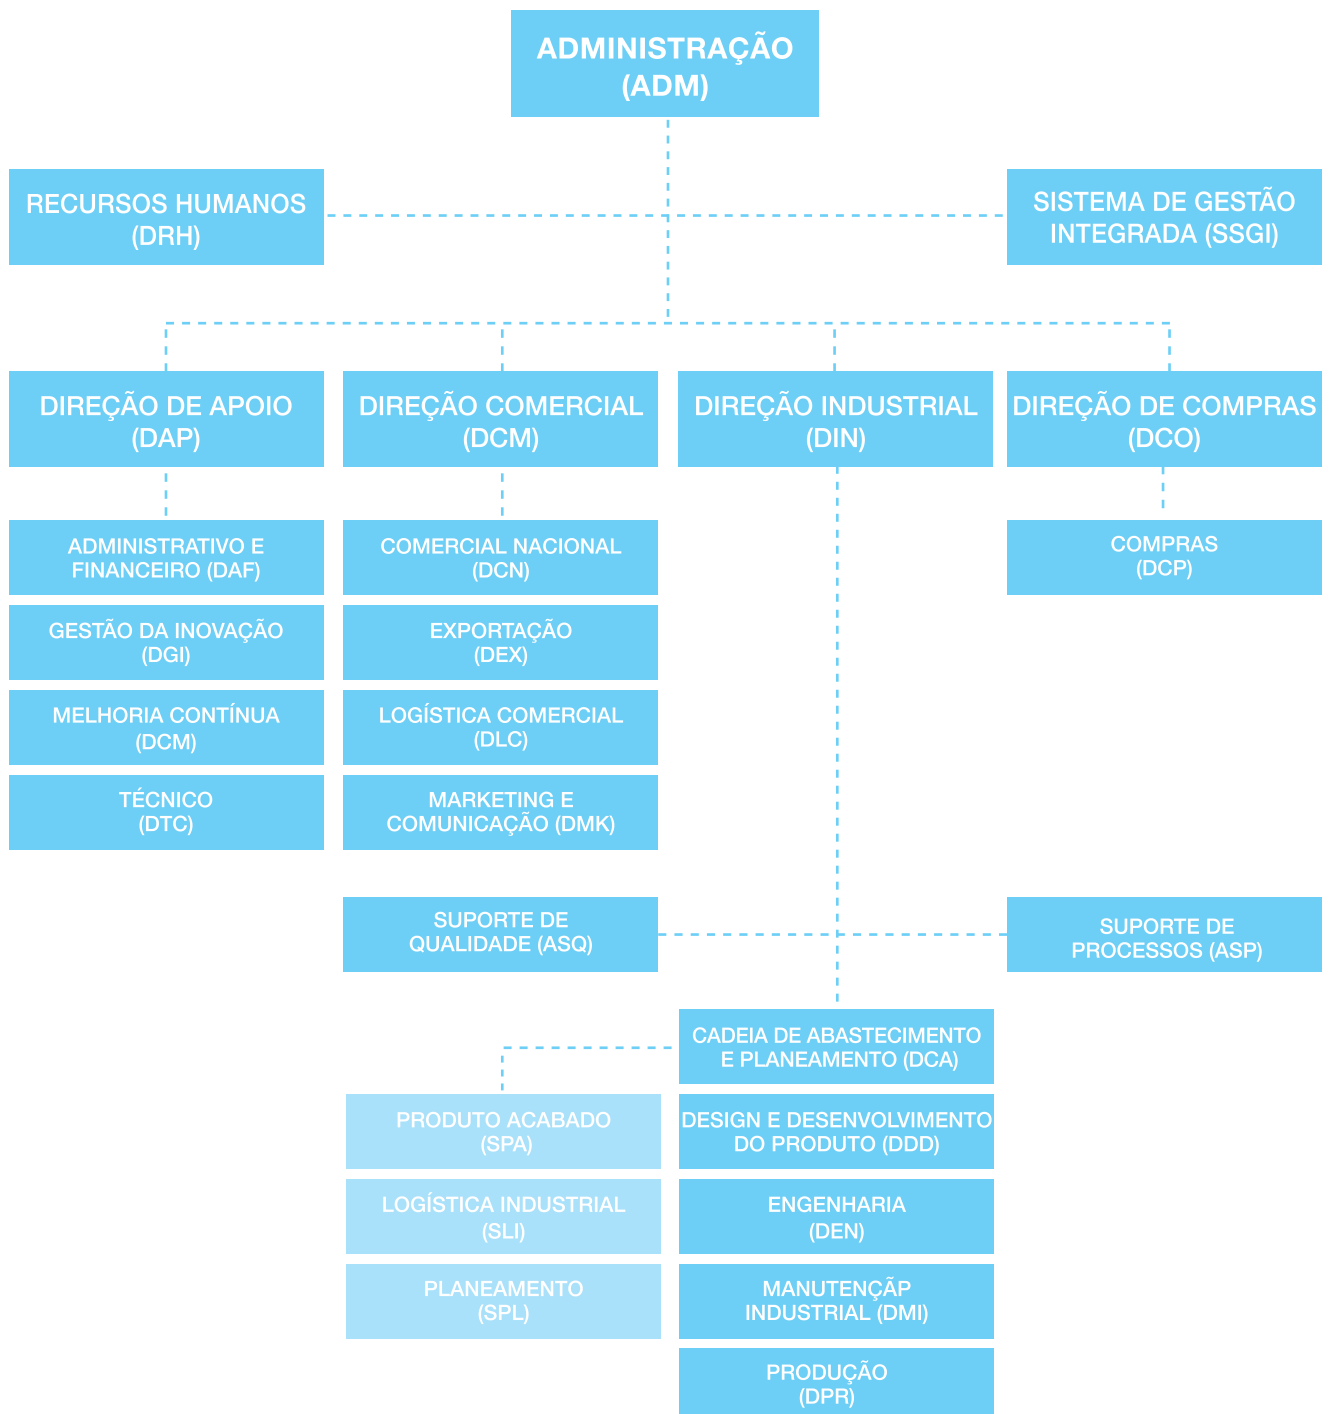 ADMINISTRAÇÃO
(ADM)
RECURSOS HUMANOS
(DRH)
SISTEMA DE GESTÃO
INTEGRADA (SSGI)
DIREÇÃO DE APOIO
(DAP)
DIREÇÃO COMERCIAL
(DCM)
DIREÇÃO INDUSTRIAL
(DIN)
DIREÇÃO DE COMPRAS
(DCO)
ADMINISTRATIVO E
FINANCEIRO (DAF)
GESTÃO DA INOVAÇÃO
(DGI)
MELHORIA CONTÍNUA
(DCM)
TÉCNICO
(DTC)
COMERCIAL NACIONAL
(DCN)
EXPORTAÇÃO
(DEX)
LOGÍSTICA COMERCIAL
(DLC)
MARKETING E
COMUNICAÇÃO (DMK)
COMPRAS
(DCP)
SUPORTE DE
QUALIDADE (ASQ)
SUPORTE DE
PROCESSOS (ASP)
CADEIA DE ABASTECIMENTO
E PLANEAMENTO (DCA)
PRODUTO ACABADO
(SPA)
LOGÍSTICA INDUSTRIAL
(SLI)
PLANEAMENTO
(SPL)
DESIGN E DESENVOLVIMENTO
DO PRODUTO (DDD)
ENGENHARIA
(DEN)
MANUTENÇÃP
INDUSTRIAL (DMI)
PRODUÇÃO
(DPR)